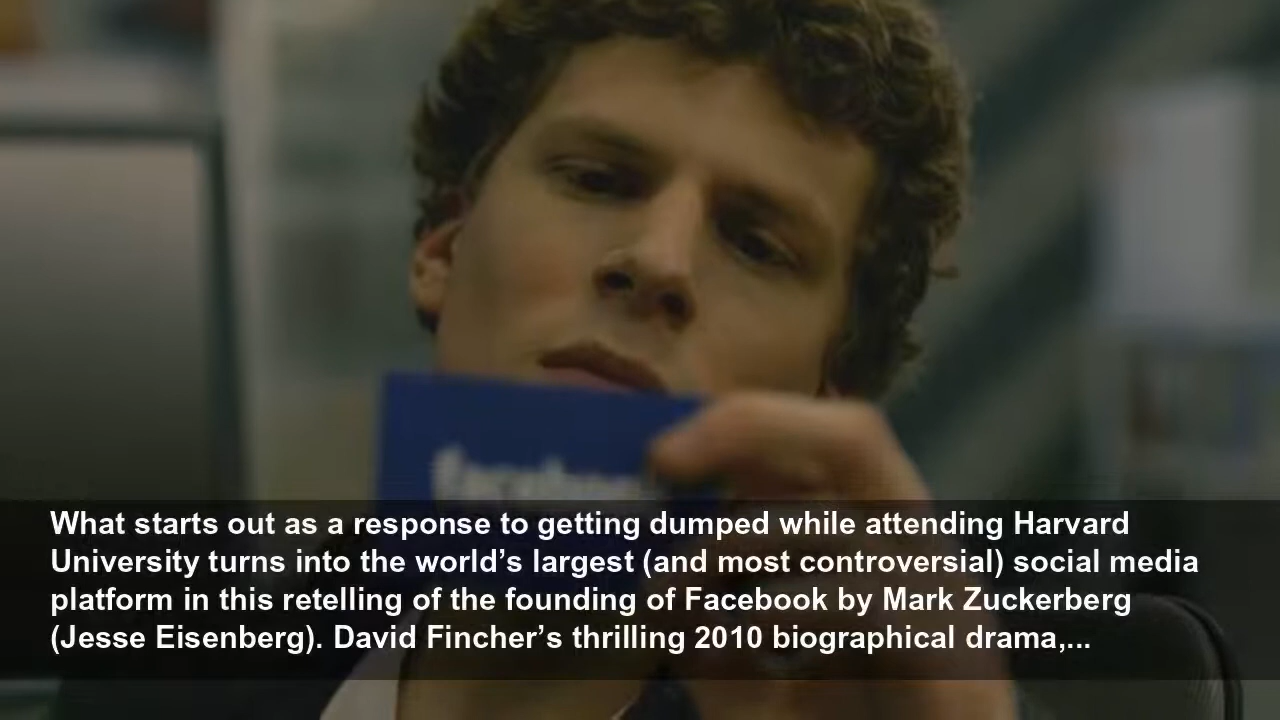 facebook
What starts out as a response to getting dumped while attending Harvard
University turns into the world’s largest (and most controversial) social media
platform in this retelling of the founding of Facebook by Mark Zuckerberg
(Jesse Eisenberg). David Fincher’s thrilling 2010 biographical drama,...